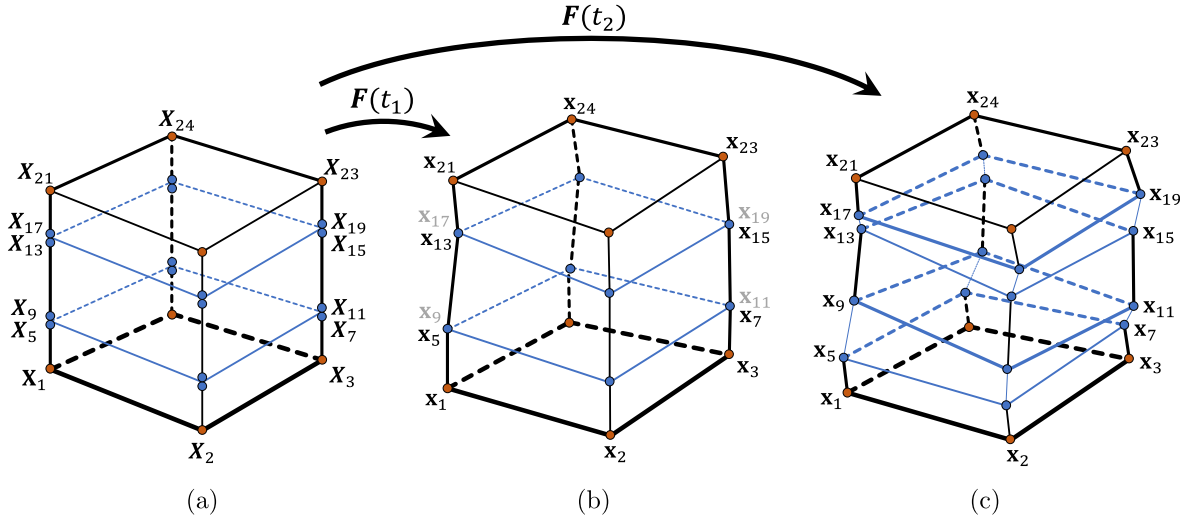 F(t₂)
F(t₁)
X₂₄
X₂₁
X₂₃
X₁₇
X₁₃
X₁₉
X₁₅
X₉
X₅
X₁₁
X₇
X₁
X₃
X₂
(a)
x₂₄
x₂₁
x₂₃
x₁₇
x₁₃
x₁₉
x₁₅
x₉
x₅
x₁₁
x₇
x₁
x₃
x₂
(b)
x₂₄
x₂₁
x₂₃
x₁₇
x₁₉
x₁₃
x₁₅
x₉
x₁₁
x₅
x₇
x₁
x₃
x₂
(c)